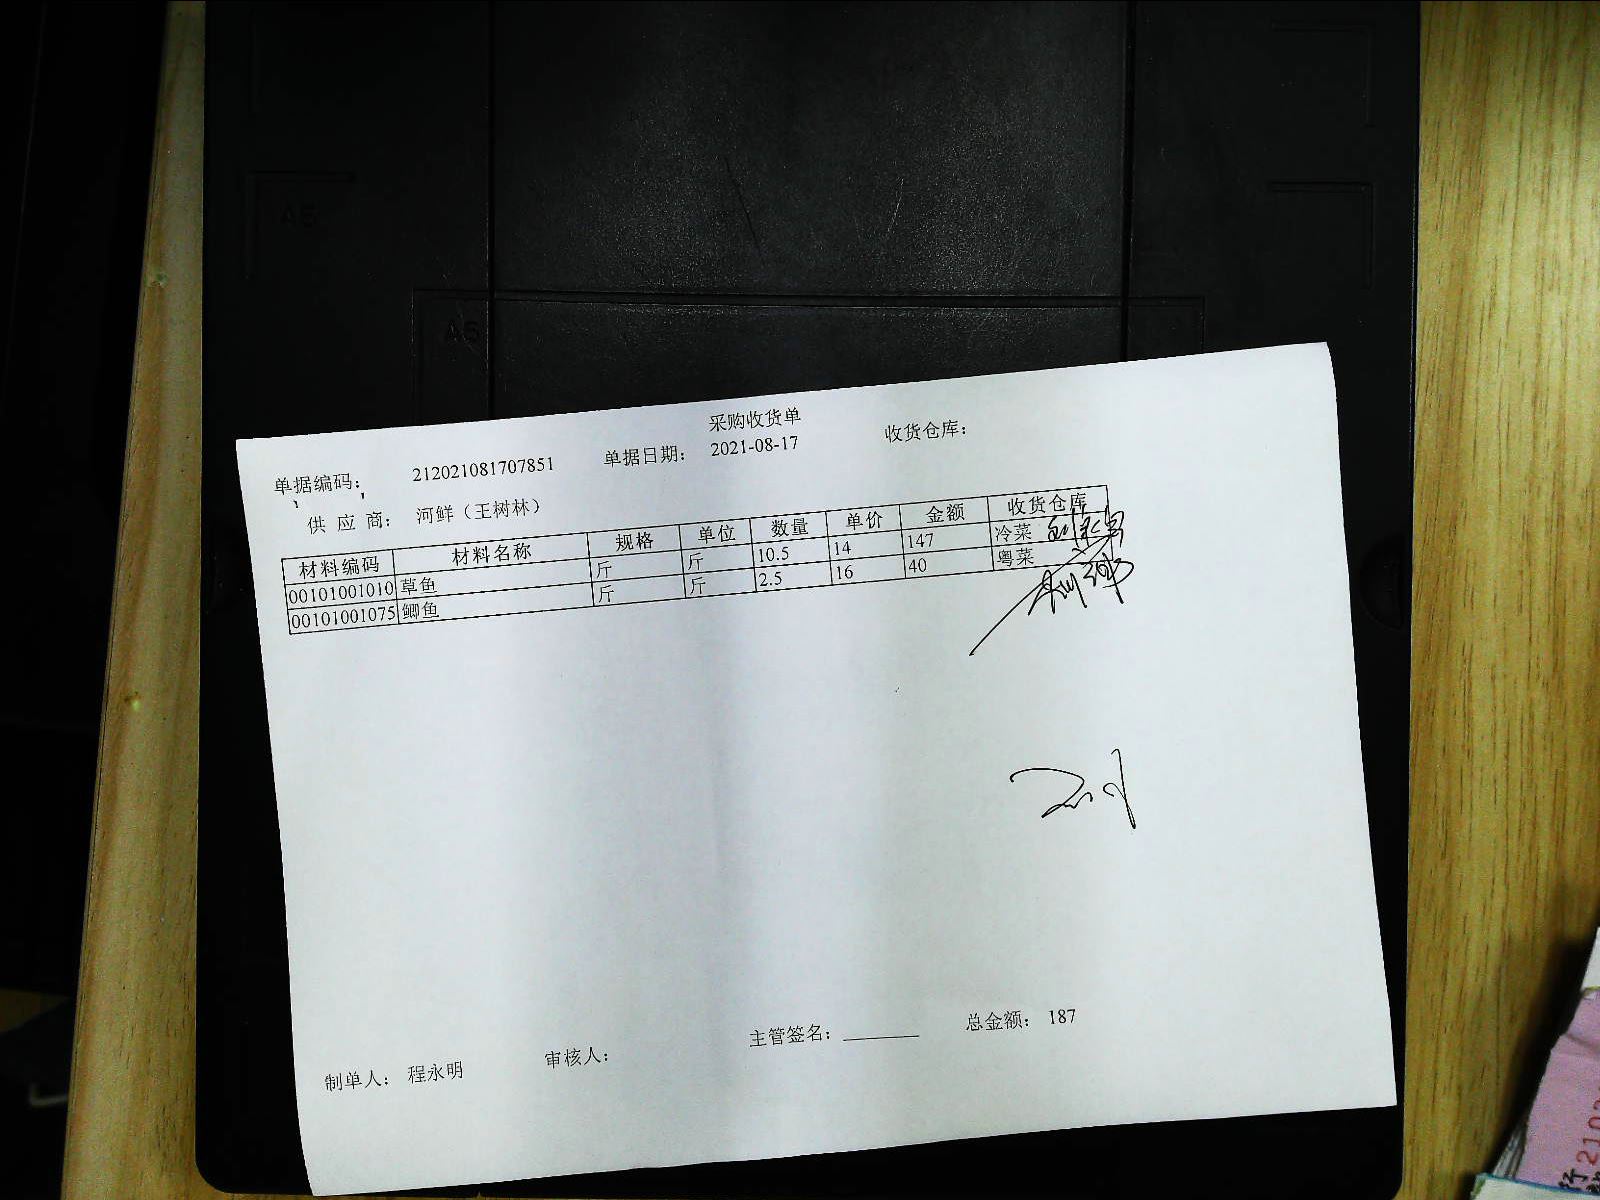 A5
A5
采购收货单
单据编码： 212021081707851 单据日期： 2021-08-17 收货仓库：
供 应 商： 河鲜（王树林）
材料编码 材料名称 规格 单位 数量 单价 金额 收货仓库
00101001010 草鱼 斤 斤 10.5 14 147 冷菜
00101001075 鲫鱼 斤 斤 2.5 16 40 粤菜
制单人： 程永明 审核人： 主管签名： 总金额： 187